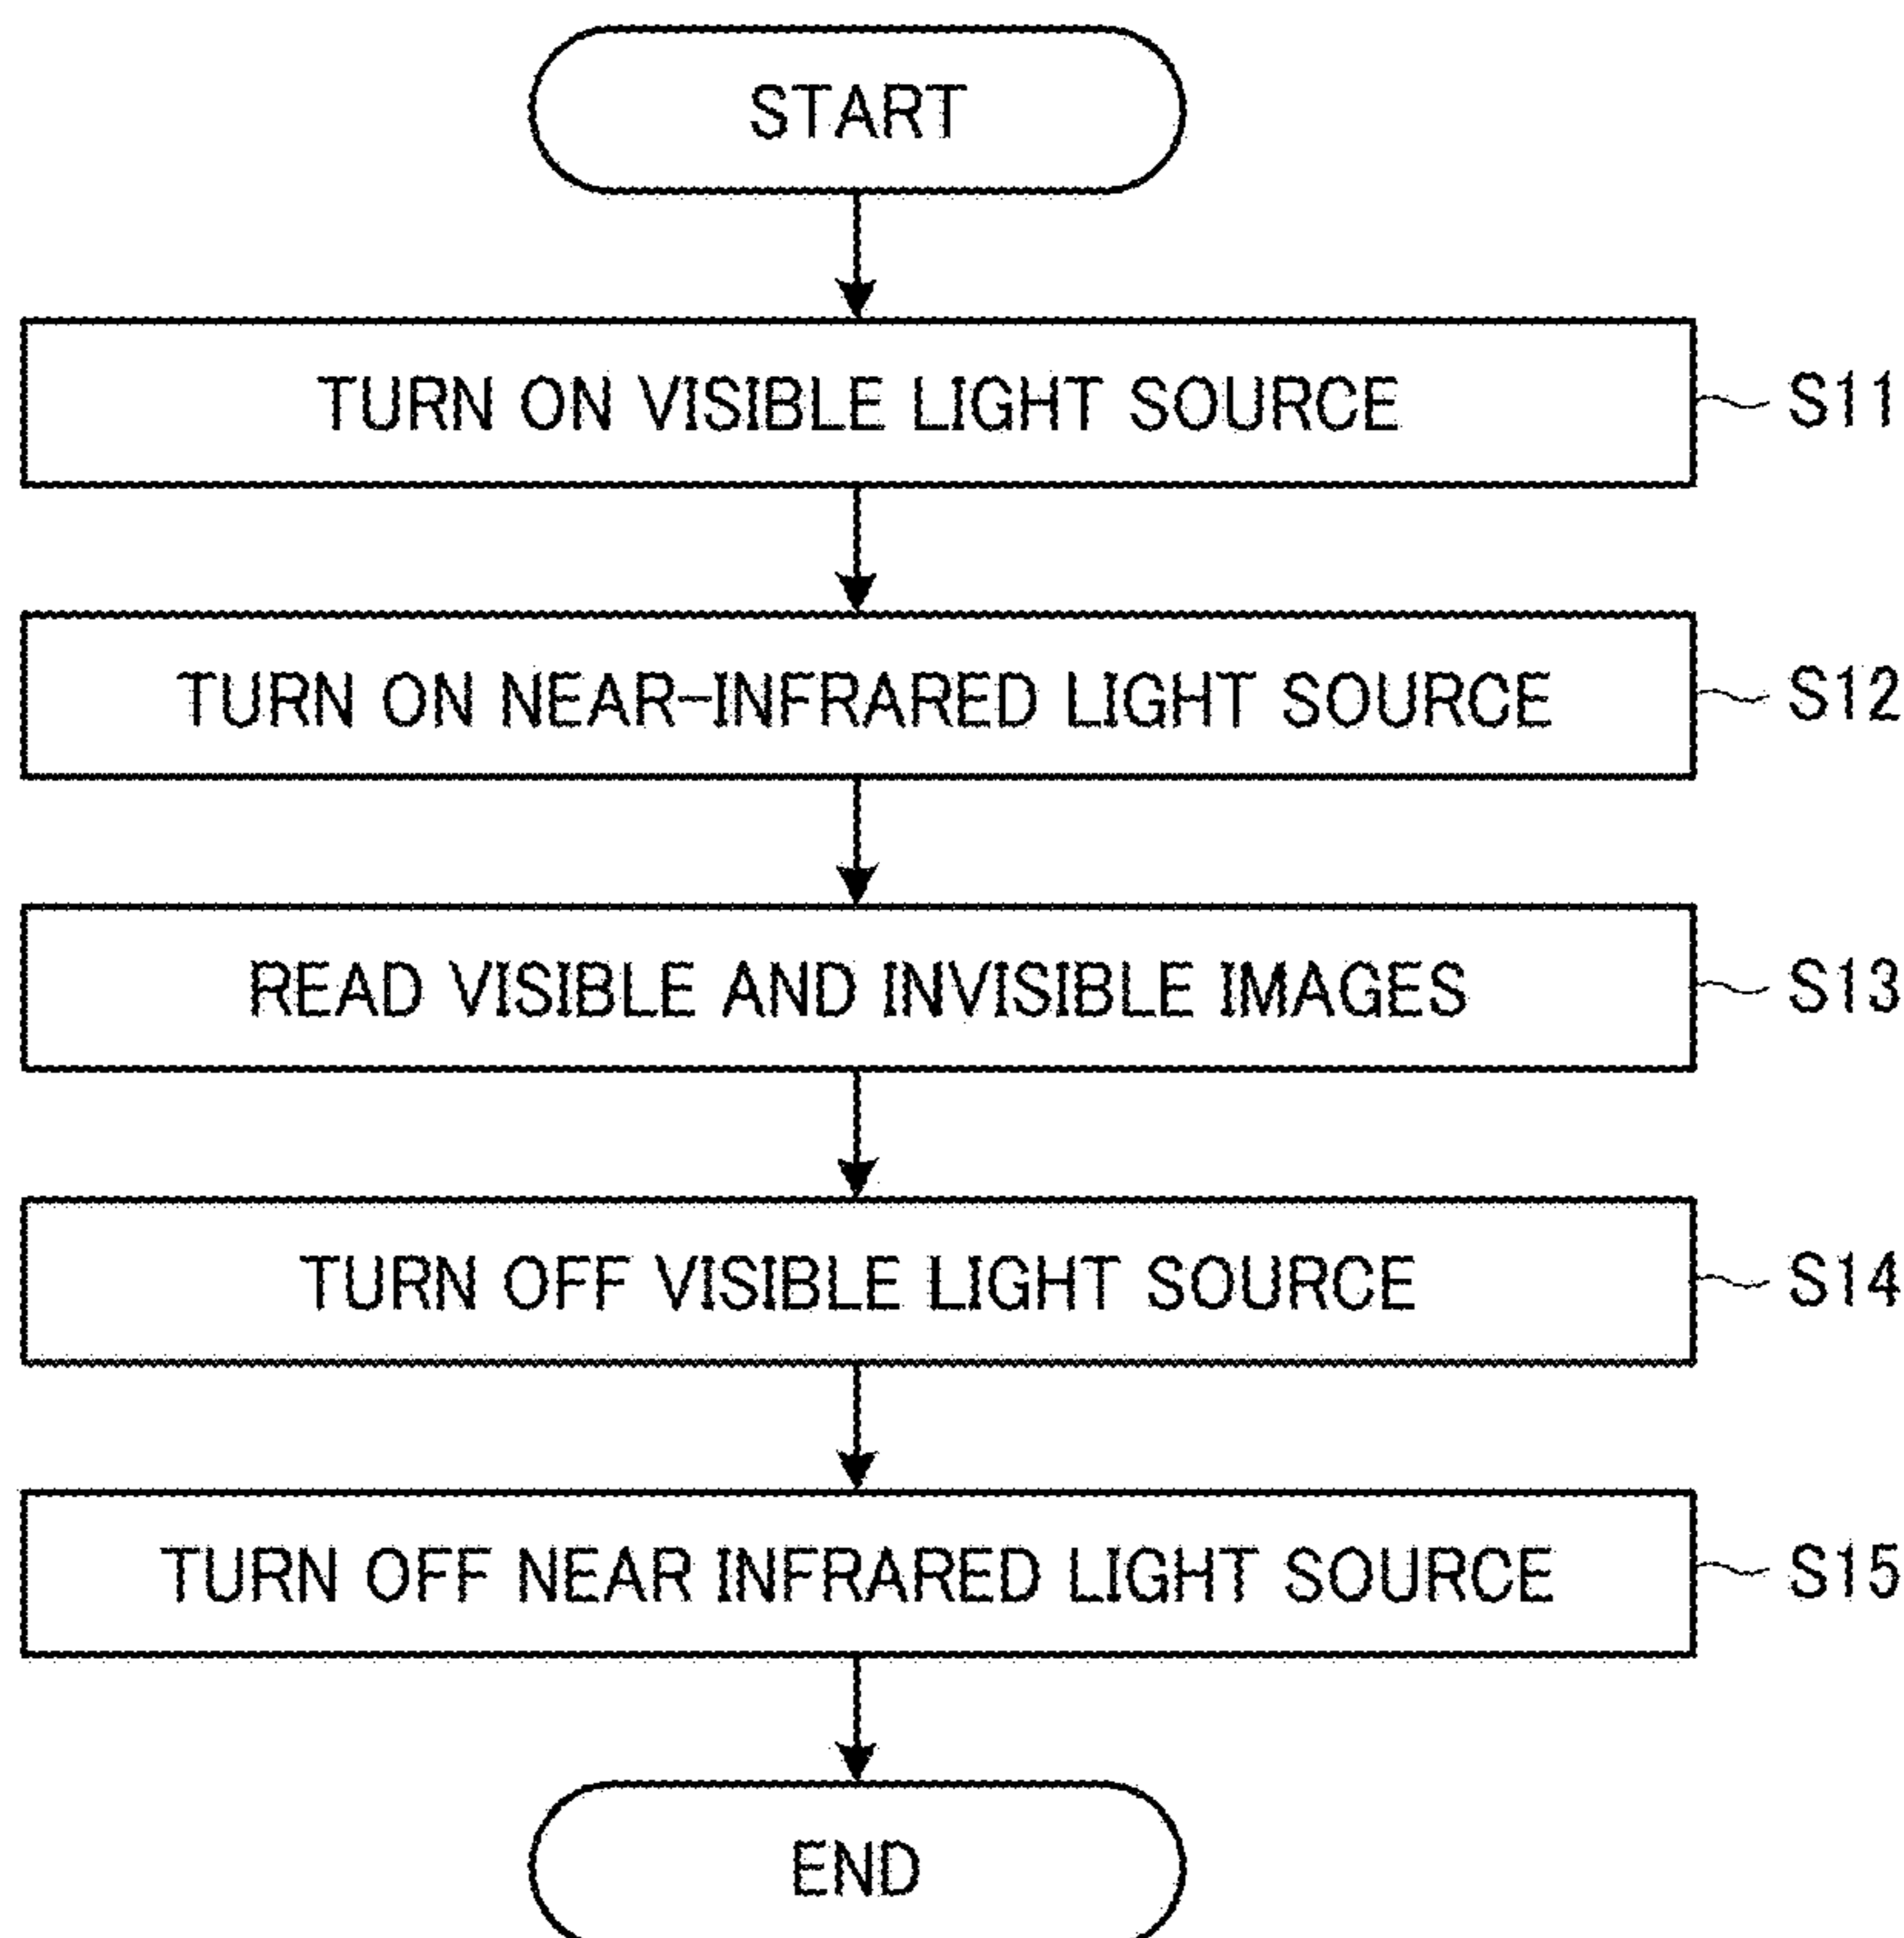 START
TURN ON VISIBLE LIGHT SOURCE S11
TURN ON NEAR-INFRARED LIGHT SOURCE S12
READ VISIBLE AND INVISIBLE IMAGES S13
TURN OFF VISIBLE LIGHT SOURCE S14
TURN OFF NEAR INFRARED LIGHT SOURCE S15
END